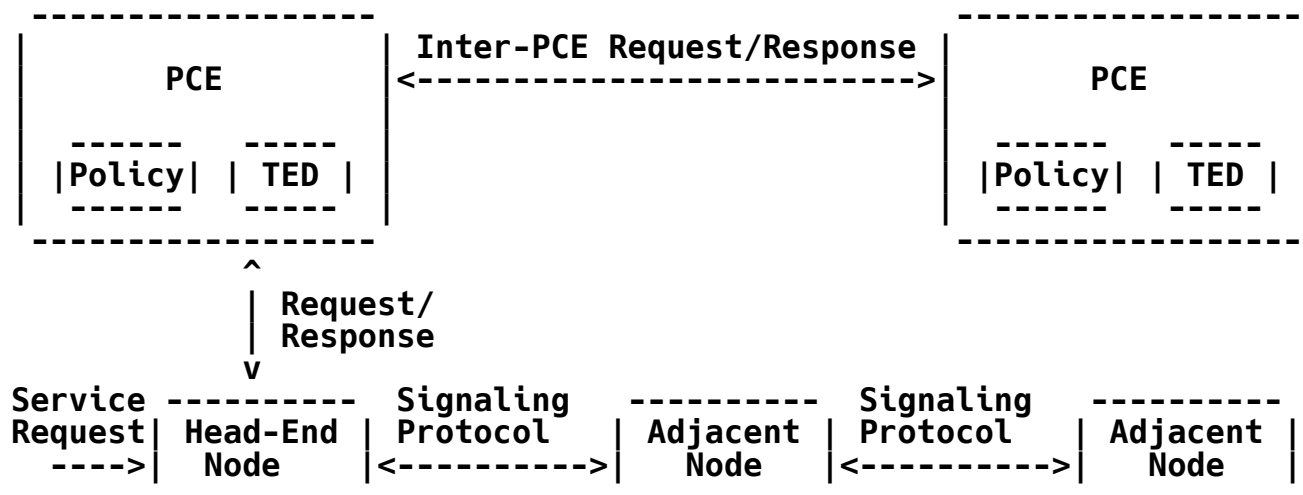 Inter-PCE Request/Response
PCE PCE
Policy TED Policy TED
Request/
Response
Service Signaling Signaling
Request Head-End Protocol Adjacent Protocol Adjacent
Node Node Node